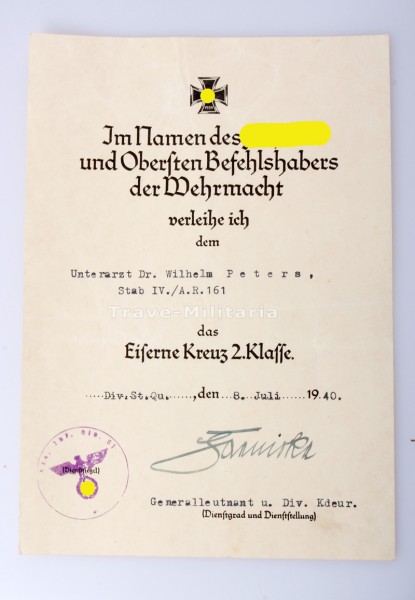 Im Namen des
und Obersten Befehlshabers
der Wehrmacht
verleihe ich
dem
Unterarzt Dr. Wilhelm P e t e r s ,
Stab IV./A.R.161
Trave-Militaria
das
Eiserne Kreuz 2.Klasse.
.....Div.St.Qu......,den...8. Juli....1940.
(Dienstsiegel)
Generalleutnant u. Div. Kdeur.
(Dienstgrad und Dienststellung)